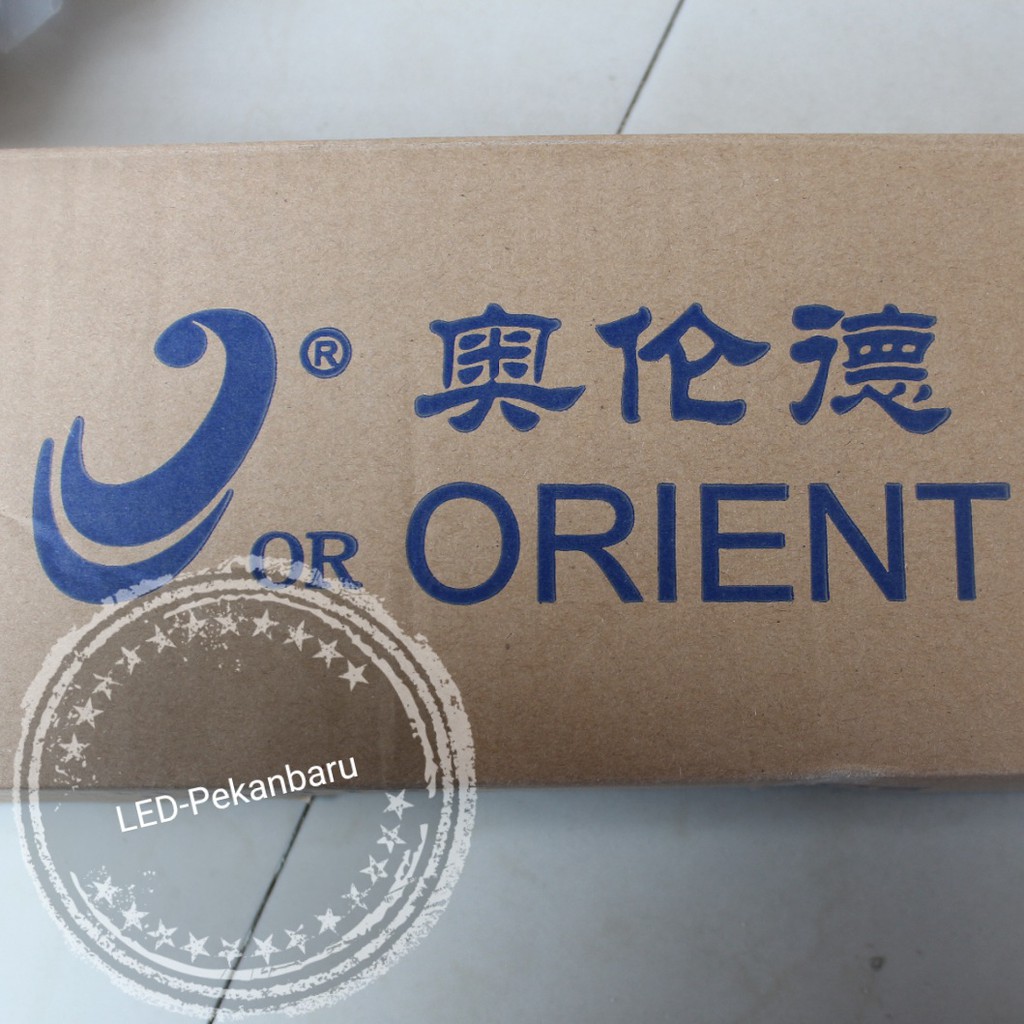 ® 奥伦德
OR ORIENT
LED-Pekanbaru